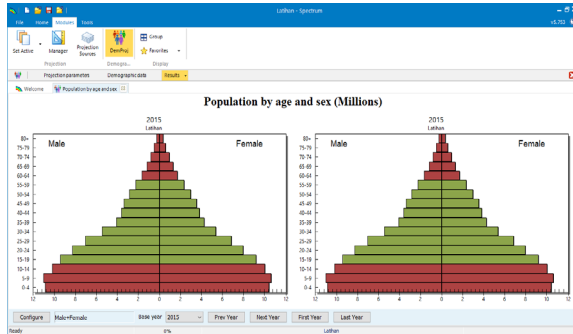 Latihan - Spectrum
File Home Modules Tools
v5.753
Set Active
Manager
Projection Sources
DemProj
Group
Favorites
Projection
Demogra...
Display
Projection parameters Demographic data Results
Welcome Population by age and sex
Population by age and sex (Millions)
2015
Latihan
Male Female
80+
75-79
70-74
65-69
60-64
55-59
50-54
45-49
40-44
35-39
30-34
25-29
20-24
15-19
10-14
5-9
0-4
12 10 8 6 4 2 0 2 4 6 8 10 12
2015
Latihan
Male Female
80+
75-79
70-74
65-69
60-64
55-59
50-54
45-49
40-44
35-39
30-34
25-29
20-24
15-19
10-14
5-9
0-4
12 10 8 6 4 2 0 2 4 6 8 10 12
Configure Male+Female Base year 2015 Prev Year Next Year First Year Last Year
Ready 0% Latihan